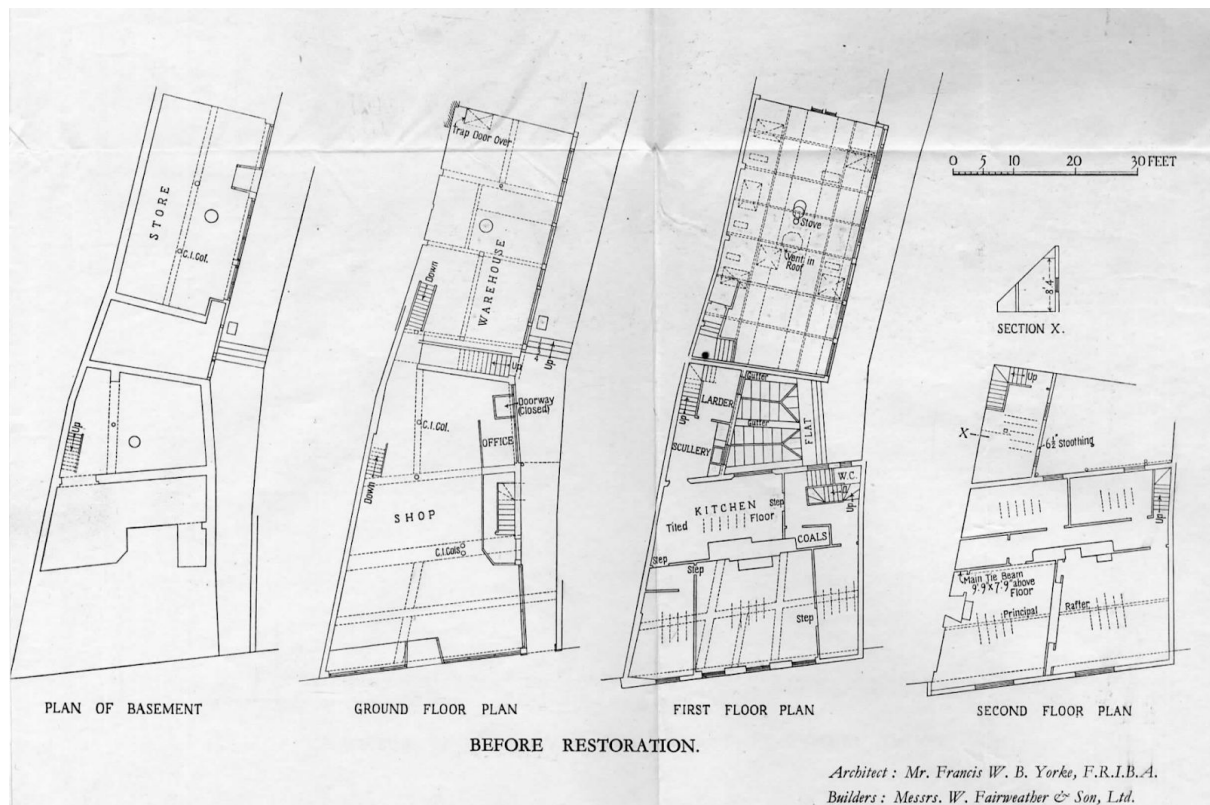 STORE
C.I.Col.
Up
PLAN OF BASEMENT
Trap Door Over
WAREHOUSE
Down
Up
4
Up
Doorway
(Closed)
OFFICE
C.I.Col.
Down
SHOP
C.I.Cols
GROUND FLOOR PLAN
Stove
Vent in
Roof
Gutter
LARDER
Up
Gutter
FLAT
SCULLERY
W.C.
Up
KITCHEN
Step
Tiled Floor
COALS
Step
Step
Step
FIRST FLOOR PLAN
0 5 10 20 30 FEET
8.4"
SECTION X.
Up
X
6½" Stoothing
Up
Main Tie Beam
9".9 x 7".9" above
Floor
Principal Rafter
SECOND FLOOR PLAN
BEFORE RESTORATION.
Architect : Mr. Francis W. B. Yorke, F.R.I.B.A.
Builders : Messrs. W. Fairweather & Son, Ltd.